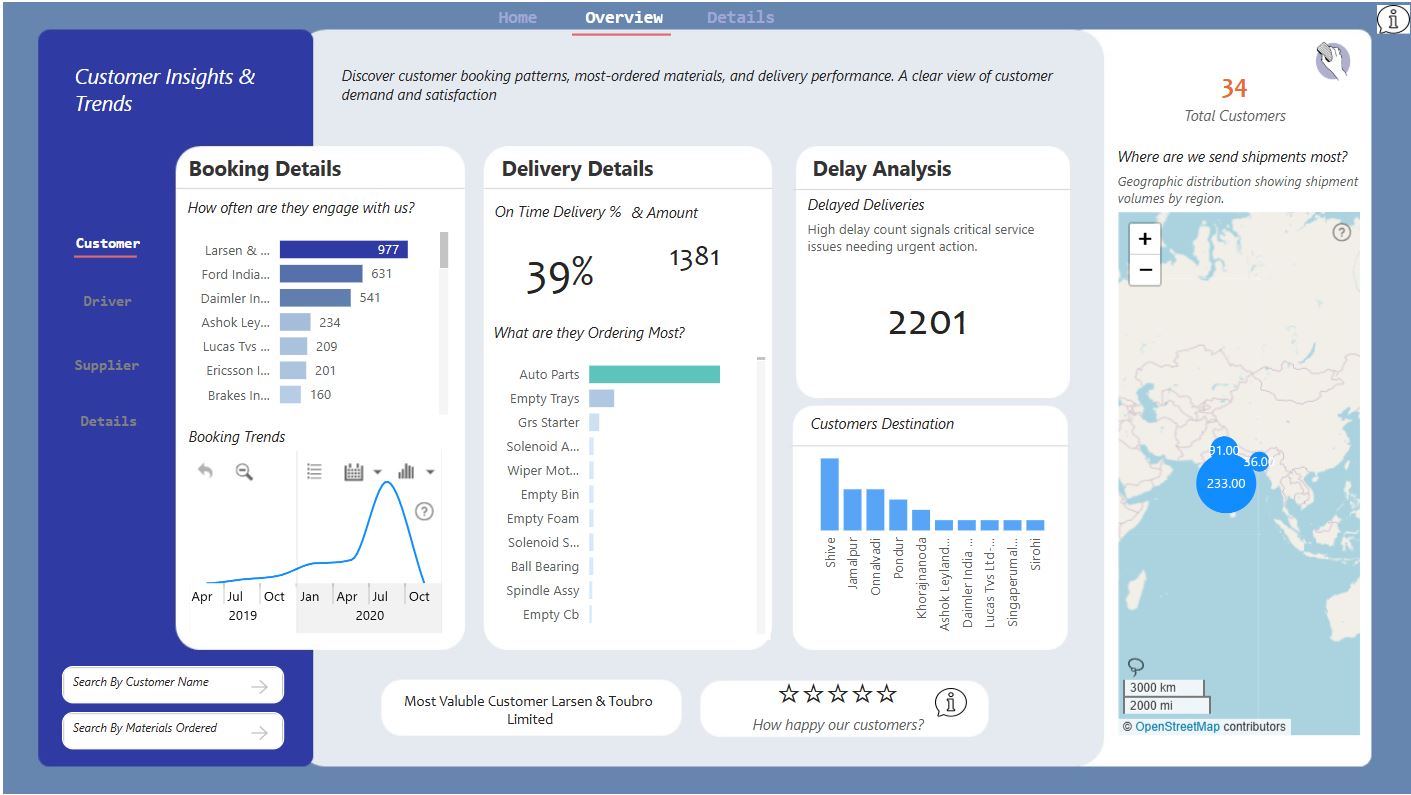 Home Overview Details
Customer Insights &
Trends
Discover customer booking patterns, most-ordered materials, and delivery performance. A clear view of customer
demand and satisfaction
Customer
Driver
Supplier
Details
Search By Customer Name
Search By Materials Ordered
Booking Details
How often are they engage with us?
Larsen & ... 977
Ford India... 631
Daimler In... 541
Ashok Ley... 234
Lucas Tvs ... 209
Ericsson I... 201
Brakes In... 160
Booking Trends
?
Apr Jul Oct Jan Apr Jul Oct
2019 2020
Delivery Details
On Time Delivery % & Amount
39% 1381
What are they Ordering Most?
Auto Parts
Empty Trays
Grs Starter
Solenoid A...
Wiper Mot...
Empty Bin
Empty Foam
Solenoid S...
Ball Bearing
Spindle Assy
Empty Cb
Delay Analysis
Delayed Deliveries
High delay count signals critical service
issues needing urgent action.
2201
Customers Destination
Shive
Jamalpur
Onnalvadi
Pondur
Khorajnanoda
Ashok Leyland...
Daimler India ...
Lucas Tvs Ltd-...
Singaperumal...
Sirohi
Most Valuble Customer Larsen & Toubro
Limited
How happy our customers?
i
i
34
Total Customers
Where are we send shipments most?
Geographic distribution showing shipment
volumes by region.
+
−
?
91.00
36.00
233.00
3000 km
2000 mi
© OpenStreetMap contributors